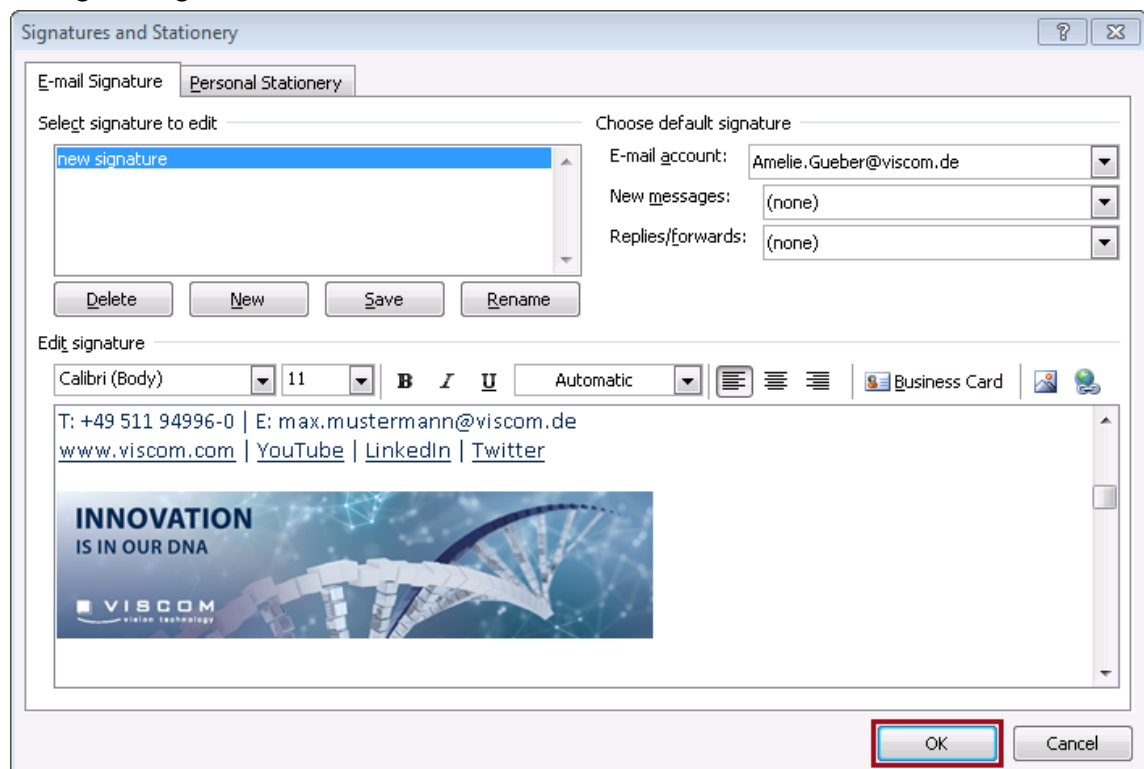 Signatures and Stationery
E-mail Signature Personal Stationery
Select signature to edit
new signature
Delete New Save Rename
Choose default signature
E-mail account: Amelie.Gueber@viscom.de
New messages: (none)
Replies/forwards: (none)
Edit signature
Calibri (Body) 11 B I U Automatic Business Card
T: +49 511 94996-0 | E: max.mustermann@viscom.de
www.viscom.com | YouTube | LinkedIn | Twitter
INNOVATION
IS IN OUR DNA
VISCOM
vision technology
OK Cancel